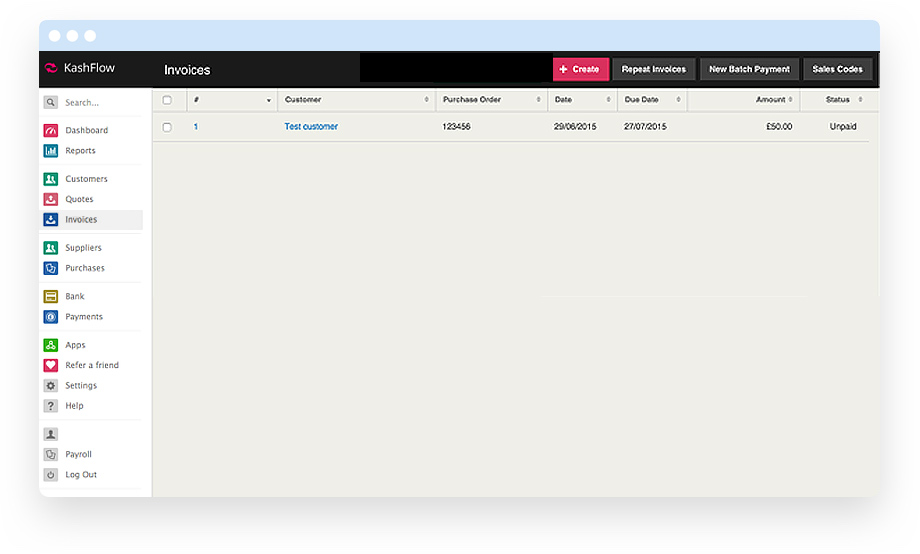 KashFlow
Invoices
+ Create
Repeat Invoices
New Batch Payment
Sales Codes
Search...
Dashboard
Reports
Customers
Quotes
Invoices
Suppliers
Purchases
Bank
Payments
Apps
Refer a friend
Settings
Help
Payroll
Log Out
# Customer Purchase Order Date Due Date Amount Status
1 Test customer 123456 29/06/2015 27/07/2015 £50.00 Unpaid